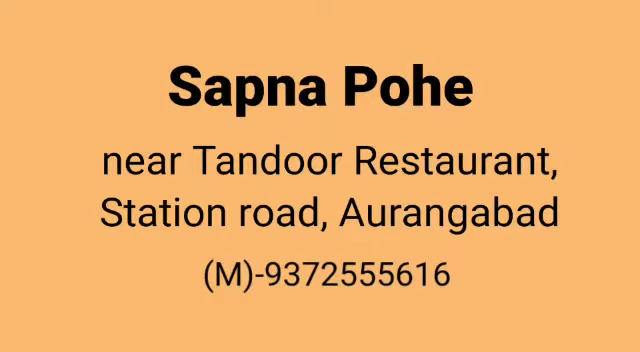 Sapna Pohe
near Tandoor Restaurant,
Station road, Aurangabad
(M)-9372555616